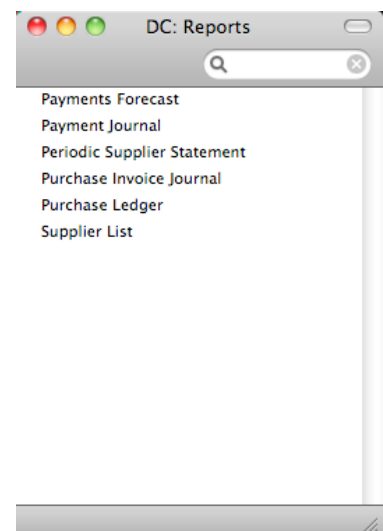 DC: Reports
Payments Forecast
Payment Journal
Periodic Supplier Statement
Purchase Invoice Journal
Purchase Ledger
Supplier List